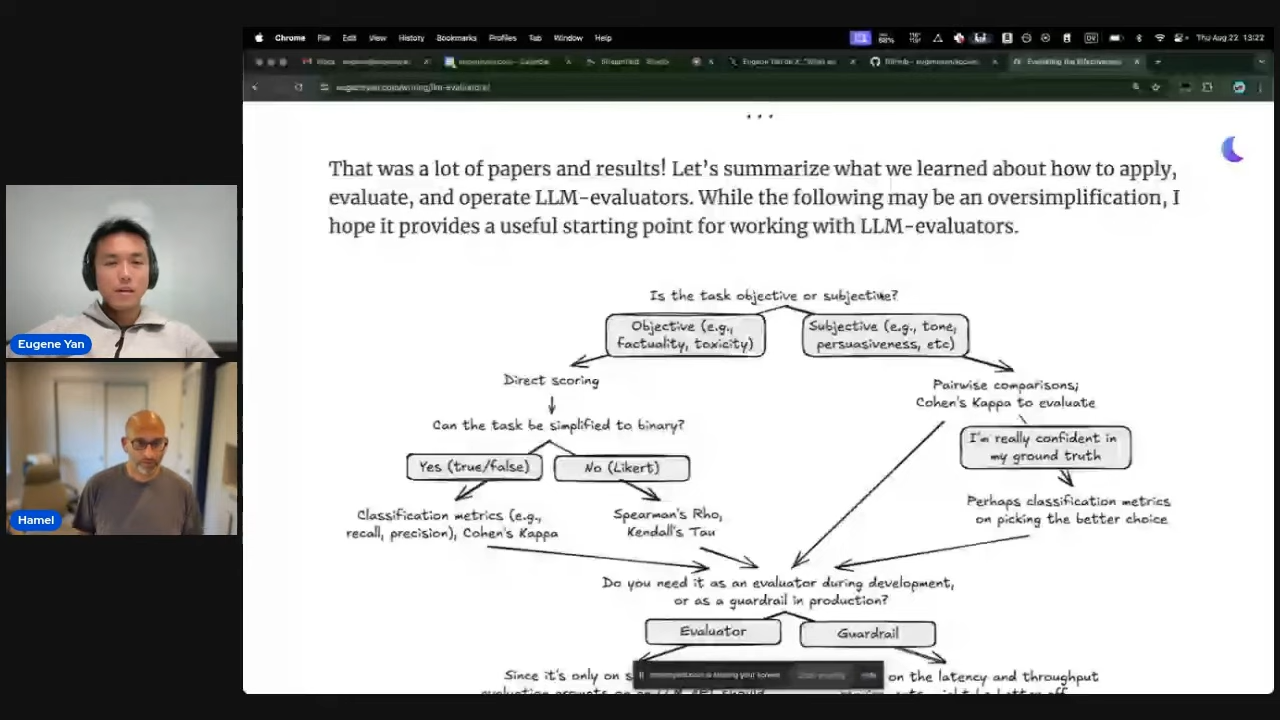 Chrome File Edit View History Bookmarks Profiles Tab Window Help
Thu Aug 22 13:22
eugeneyan.com/writing/llm-evaluators/
...
That was a lot of papers and results! Let's summarize what we learned about how to apply,
evaluate, and operate LLM-evaluators. While the following may be an oversimplification, I
hope it provides a useful starting point for working with LLM-evaluators.
Is the task objective or subjective?
Objective (e.g.,
factuality, toxicity)
Subjective (e.g., tone,
persuasiveness, etc)
Direct scoring
Pairwise comparisons;
Cohen's Kappa to evaluate
Can the task be simplified to binary?
I'm really confident in
my ground truth
Yes (true/false)
No (Likert)
Classification metrics (e.g.,
recall, precision), Cohen's Kappa
Spearman's Rho,
Kendall's Tau
Perhaps classification metrics
on picking the better choice
Do you need it as an evaluator during development,
or as a guardrail in production?
Evaluator
Guardrail
Since it's only on s
on the latency and throughput
Eugene Yan
Hamel